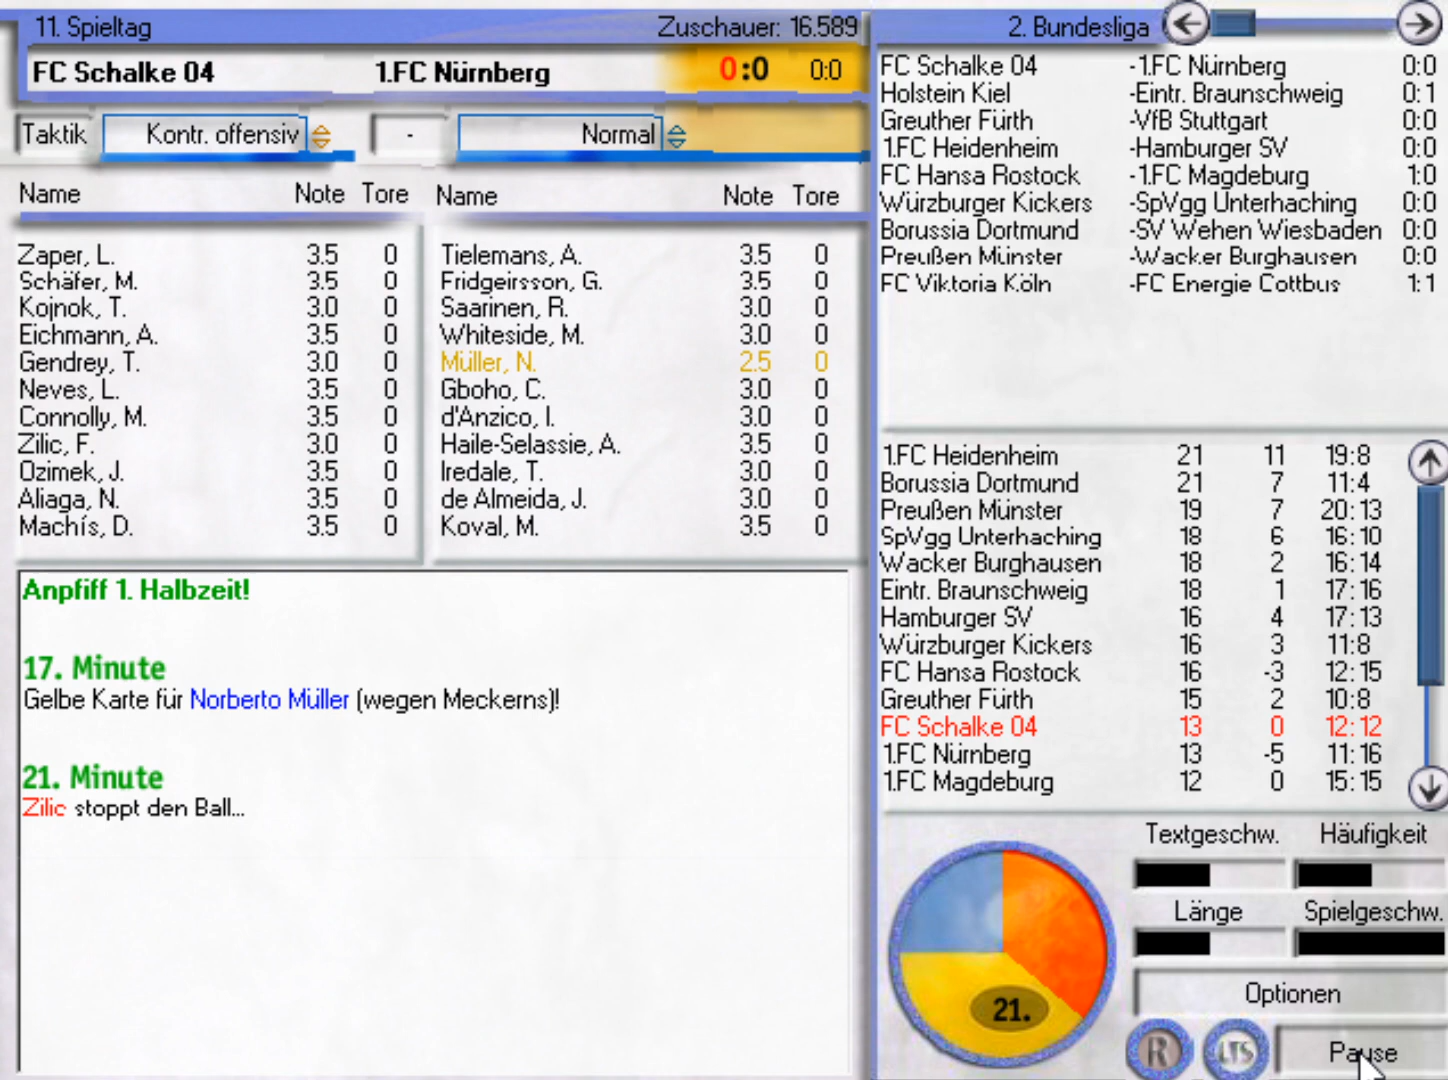 11. Spieltag Zuschauer: 16.589
FC Schalke 04 1.FC Nürnberg 0:0 0:0
Taktik Kontr. offensiv - Normal
Name Note Tore Name Note Tore
Zaper, L. 3.5 0 Tielemans, A. 3.5 0
Schäfer, M. 3.5 0 Fridgeirsson, G. 3.5 0
Kojnok, T. 3.0 0 Saarinen, R. 3.0 0
Eichmann, A. 3.5 0 Whiteside, M. 3.0 0
Gendrey, T. 3.0 0 Müller, N. 2.5 0
Neves, L. 3.5 0 Gboho, C. 3.0 0
Connolly, M. 3.5 0 d'Anzico, I. 3.0 0
Zilic, F. 3.0 0 Haile-Selassie, A. 3.5 0
Ozimek, J. 3.5 0 Iredale, T. 3.0 0
Aliaga, N. 3.5 0 de Almeida, J. 3.0 0
Machís, D. 3.5 0 Koval, M. 3.5 0
Anpfiff 1. Halbzeit!
17. Minute
Gelbe Karte für Norberto Müller (wegen Meckerns)!
21. Minute
Zilic stoppt den Ball...
2. Bundesliga
FC Schalke 04 -1.FC Nürnberg 0:0
Holstein Kiel -Eintr. Braunschweig 0:1
Greuther Fürth -VfB Stuttgart 0:0
1.FC Heidenheim -Hamburger SV 0:0
FC Hansa Rostock -1.FC Magdeburg 1:0
Würzburger Kickers -SpVgg Unterhaching 0:0
Borussia Dortmund -SV Wehen Wiesbaden 0:0
Preußen Münster -Wacker Burghausen 0:0
FC Viktoria Köln -FC Energie Cottbus 1:1
1.FC Heidenheim 21 11 19:8
Borussia Dortmund 21 7 11:4
Preußen Münster 19 7 20:13
SpVgg Unterhaching 18 6 16:10
Wacker Burghausen 18 2 16:14
Eintr. Braunschweig 18 1 17:16
Hamburger SV 16 4 17:13
Würzburger Kickers 16 3 11:8
FC Hansa Rostock 16 -3 12:15
Greuther Fürth 15 2 10:8
FC Schalke 04 13 0 12:12
1.FC Nürnberg 13 -5 11:16
1.FC Magdeburg 12 0 15:15
Textgeschw. Häufigkeit
Länge Spielgeschw.
21.
Optionen
R LTS Pause